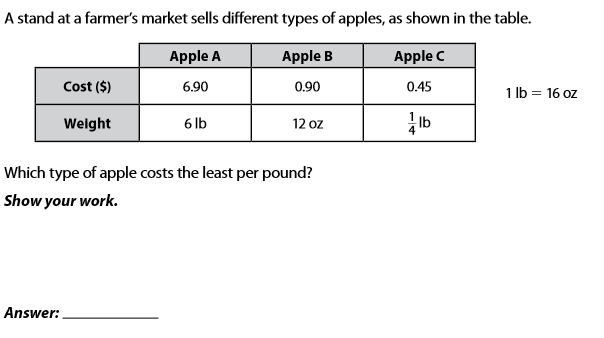 A stand at a farmer's market sells different types of apples, as shown in the table.
Apple A Apple B Apple C
Cost ($) 6.90 0.90 0.45
1 lb = 16 oz
Weight 6 lb 12 oz 1/4 lb
Which type of apple costs the least per pound?
Show your work.
Answer: